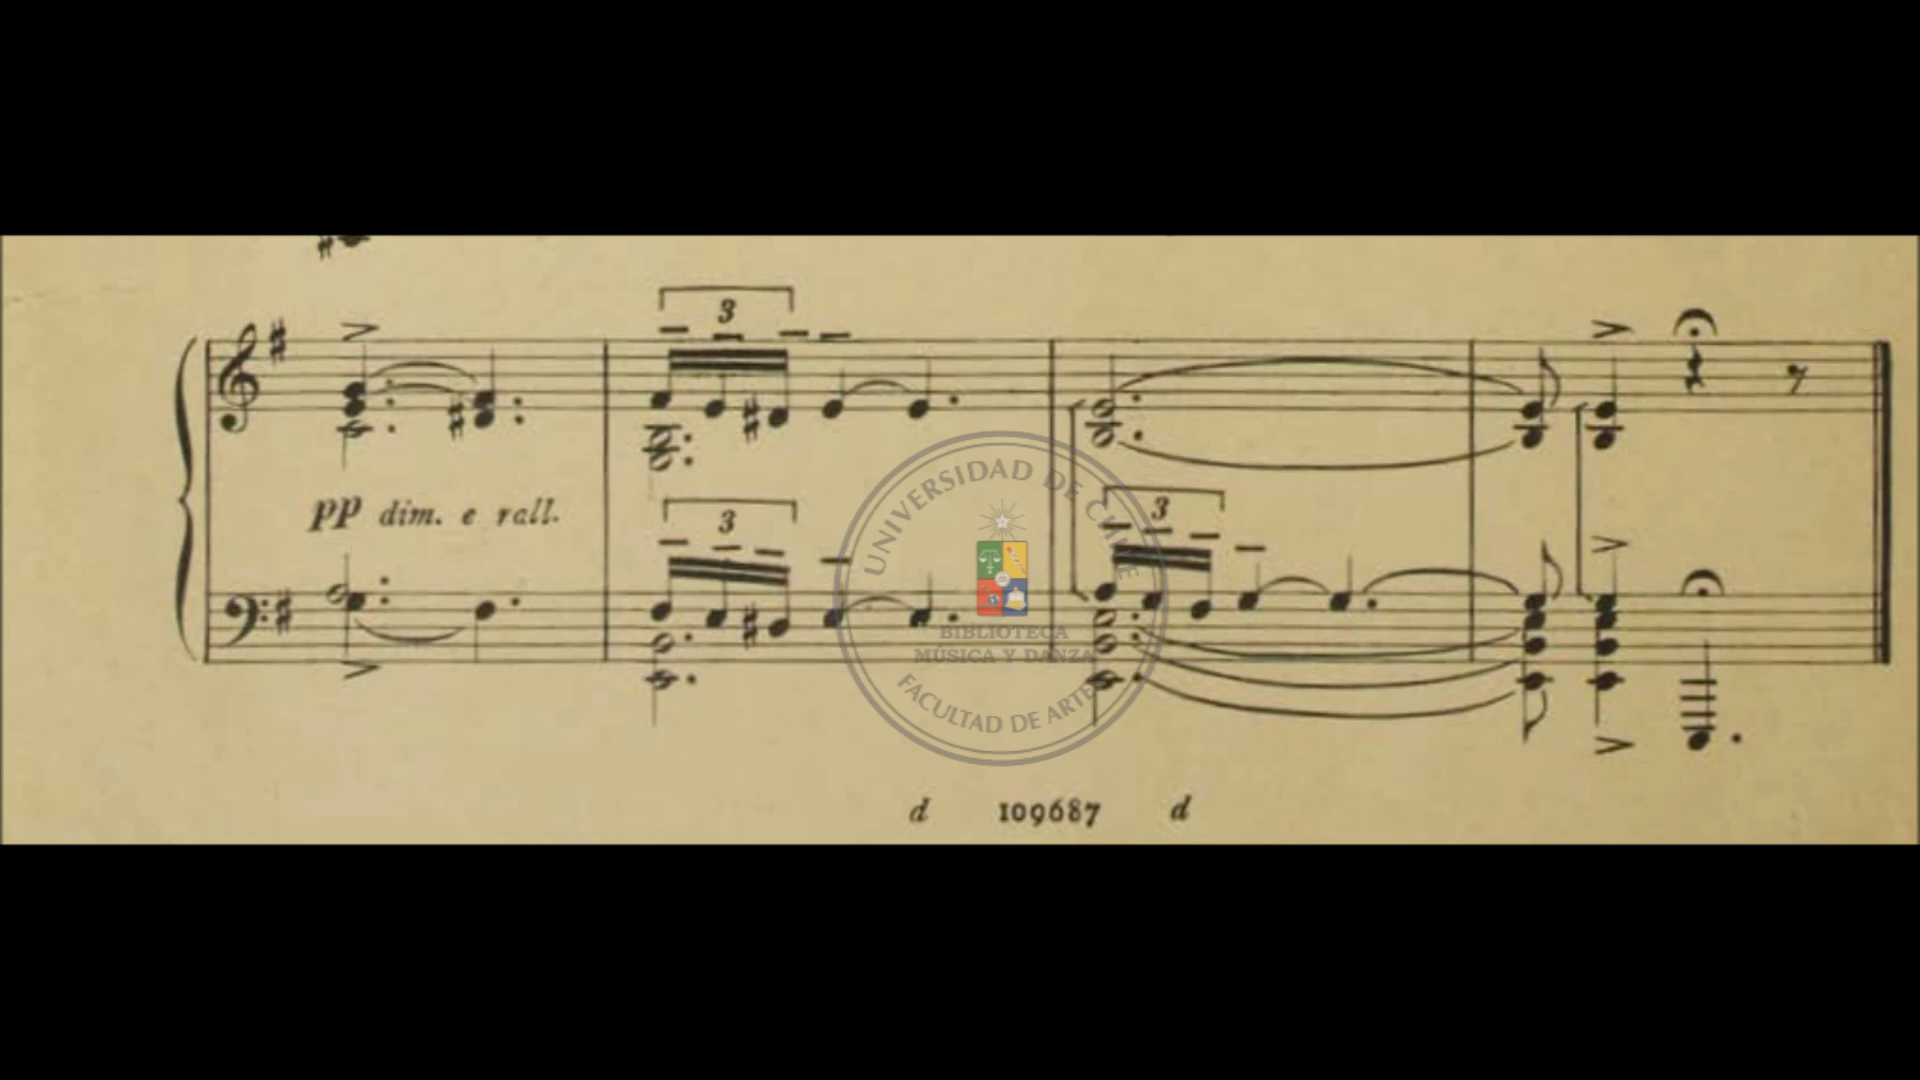 3
pp dim. e rall.
3
3
UNIVERSIDAD DE CHILE
BIBLIOTECA
MÚSICA Y DANZA
FACULTAD DE ARTES
d 109687 d